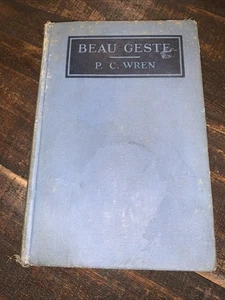 BEAU GESTE
P. C. WREN